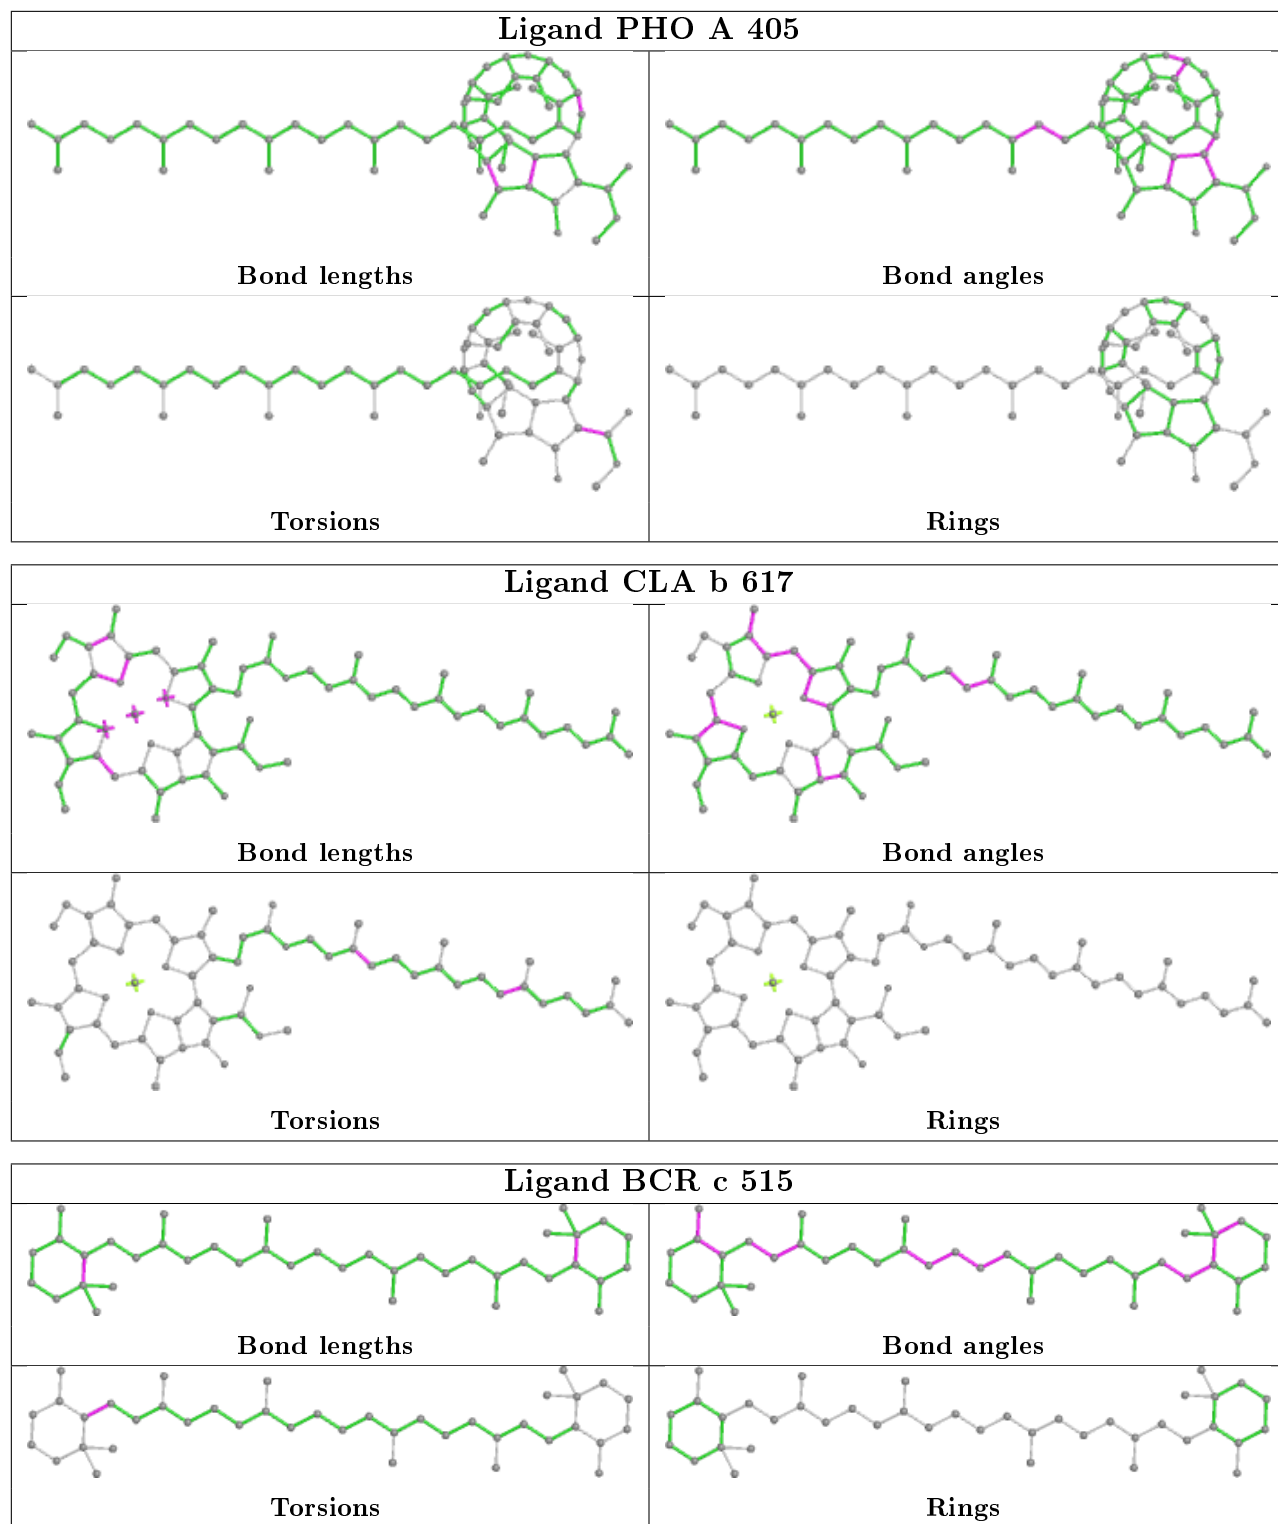 Ligand PHO A 405
Bond lengths
Bond angles
Torsions
Rings
Ligand CLA b 617
Bond lengths
Bond angles
Torsions
Rings
Ligand BCR c 515
Bond lengths
Bond angles
Torsions
Rings